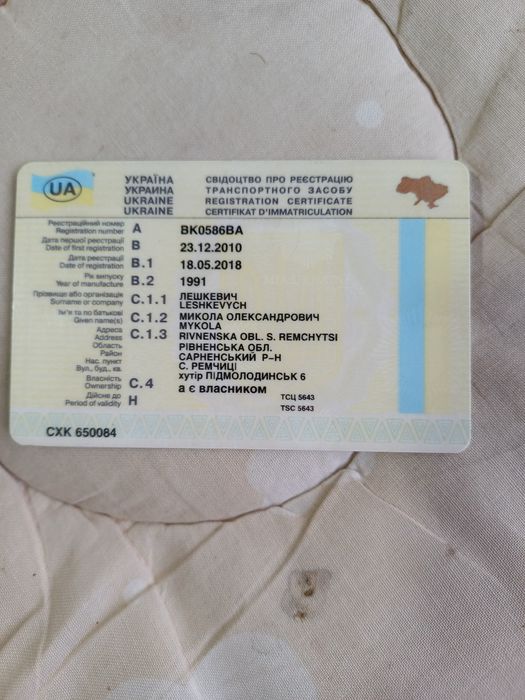 UA
УКРАЇНА СВІДОЦТВО ПРО РЕЄСТРАЦІЮ
УКРАИНА ТРАНСПОРТНОГО ЗАСОБУ
UKRAINE REGISTRATION CERTIFICATE
UKRAINE CERTIFIKAT D'IMMATRICULATION
Реєстраційний номер
Registration number A BK0586BA
Дата першої реєстрації
Date of first registration B 23.12.2010
Дата реєстрації
Date of registration B.1 18.05.2018
Рік випуску
Year of manufacture B.2 1991
Прізвище або організація ЛЕШКЕВИЧ
Surname or company C.1.1 LESHKEVYCH
Ім'я та по батькові C.1.2 МИКОЛА ОЛЕКСАНДРОВИЧ
Given name(s) MYKOLA
Адреса C.1.3 RIVNENSKA OBL. S. REMCHYTSI
Address
Область РІВНЕНСЬКА ОБЛ.
Район САРНЕНСЬКИЙ Р-Н
Нас. пункт С. РЕМЧИЦІ
Вул., буд., кв. хутір ПІДМОЛОДИНСЬК 6
Власність
Ownership C.4 а є власником
Дійсне до ТСЦ 5643
Period of validity H TSC 5643
СХК 650084